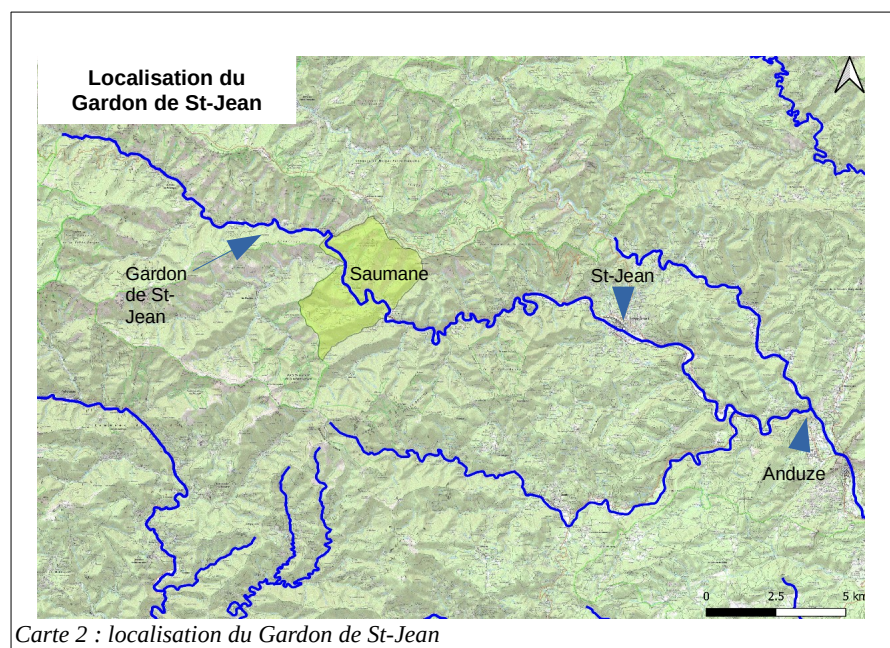 Localisation du
Gardon de St-Jean
Gardon
de St-
Jean
Saumane
St-Jean
Anduze
0 2.5 5 km
Carte 2 : localisation du Gardon de St-Jean